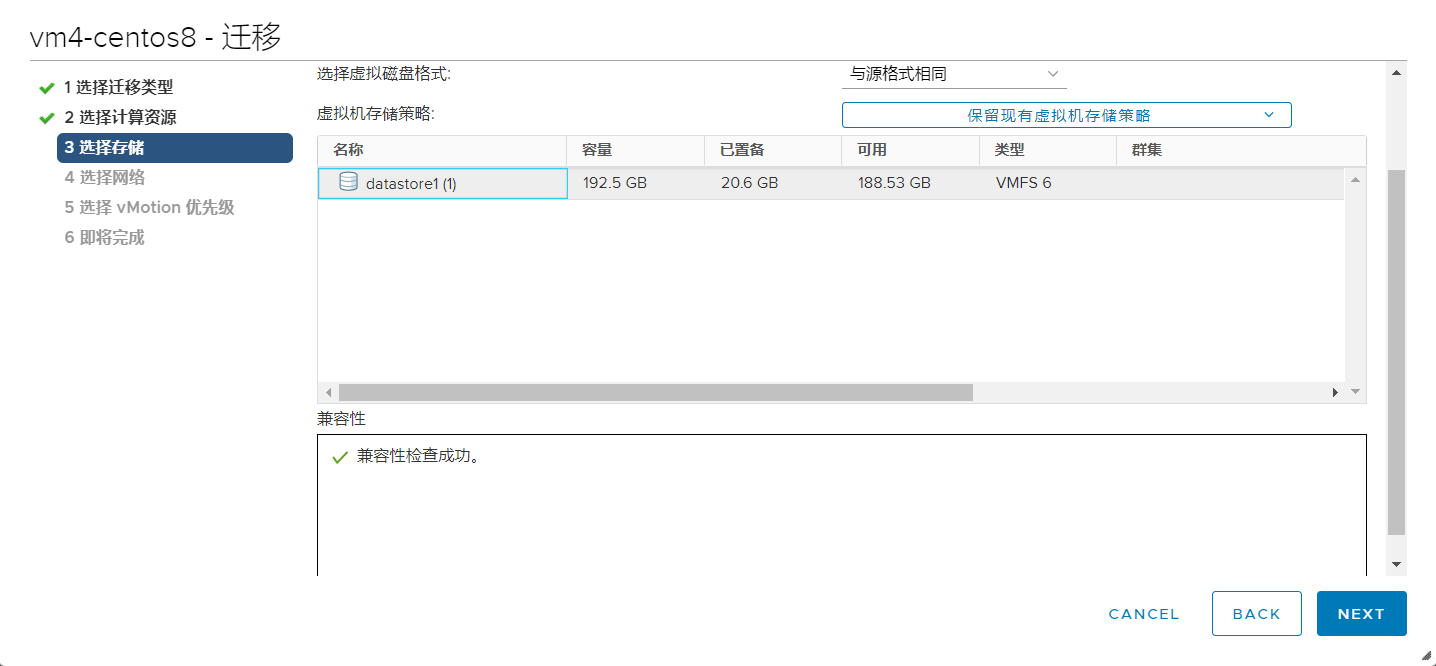 vm4-centos8 - 迁移
1 选择迁移类型
2 选择计算资源
3 选择存储
4 选择网络
5 选择 vMotion 优先级
6 即将完成
选择虚拟磁盘格式: 与源格式相同
虚拟机存储策略: 保留现有虚拟机存储策略
名称 容量 已置备 可用 类型 群集
datastore1 (1) 192.5 GB 20.6 GB 188.53 GB VMFS 6
兼容性
兼容性检查成功。
CANCEL BACK NEXT